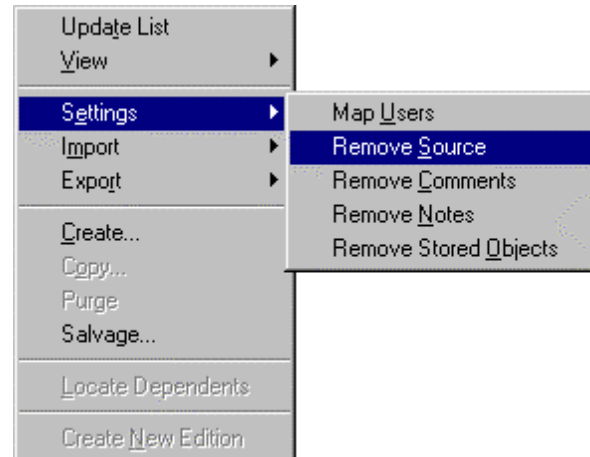 Update List
View
Settings
Import
Export
Create...
Copy...
Purge
Salvage...
Locate Dependents
Create New Edition
Map Users
Remove Source
Remove Comments
Remove Notes
Remove Stored Objects